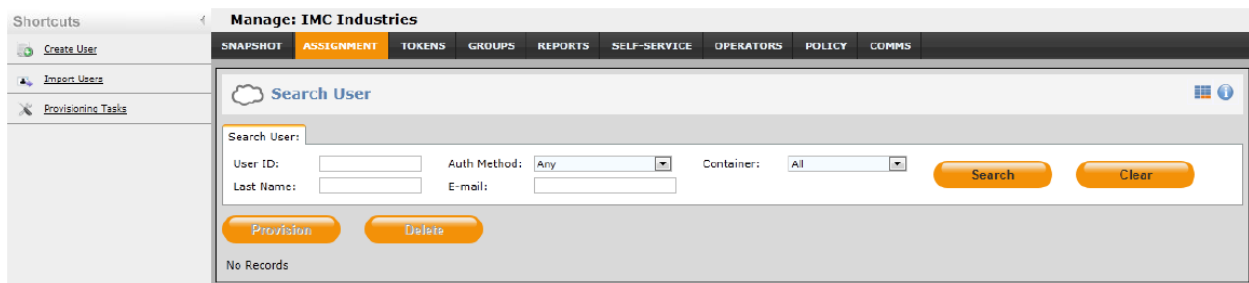 Shortcuts
Create User
Import Users
Provisioning Tasks
Manage: IMC Industries
SNAPSHOT ASSIGNMENT TOKENS GROUPS REPORTS SELF-SERVICE OPERATORS POLICY COMMS
Search User
Search User:
User ID: Auth Method: Any Container: All
Last Name: E-mail:
Search Clear
Provision Delete
No Records